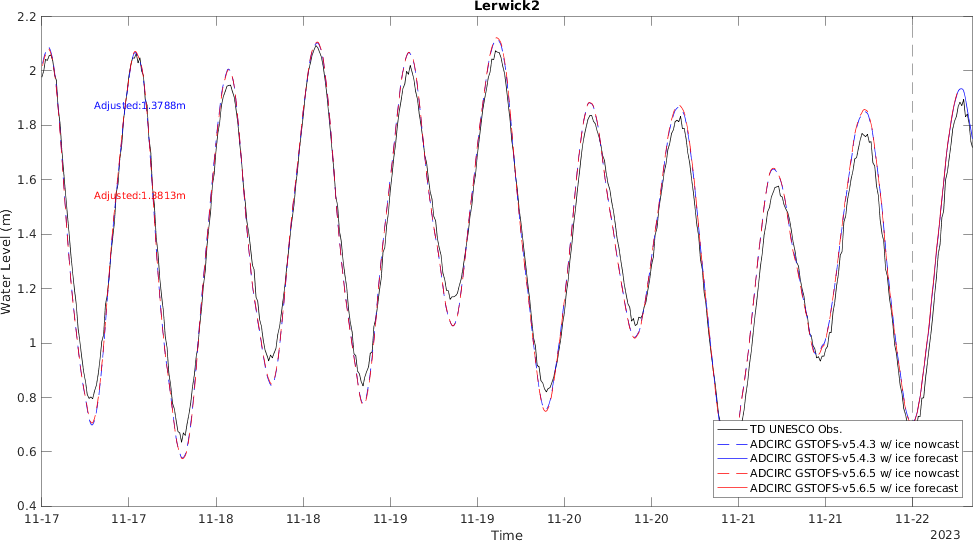 Lerwick2
2.2
2
1.8
1.6
1.4
1.2
1
0.8
0.6
0.4
Water Level (m)
Adjusted:1.3788m
Adjusted:1.3813m
TD UNESCO Obs.
ADCIRC GSTOFS-v5.4.3 w/ ice nowcast
ADCIRC GSTOFS-v5.4.3 w/ ice forecast
ADCIRC GSTOFS-v5.6.5 w/ ice nowcast
ADCIRC GSTOFS-v5.6.5 w/ ice forecast
11-17 11-17 11-18 11-18 11-19 11-19 11-20 11-20 11-21 11-21 11-22
Time
2023